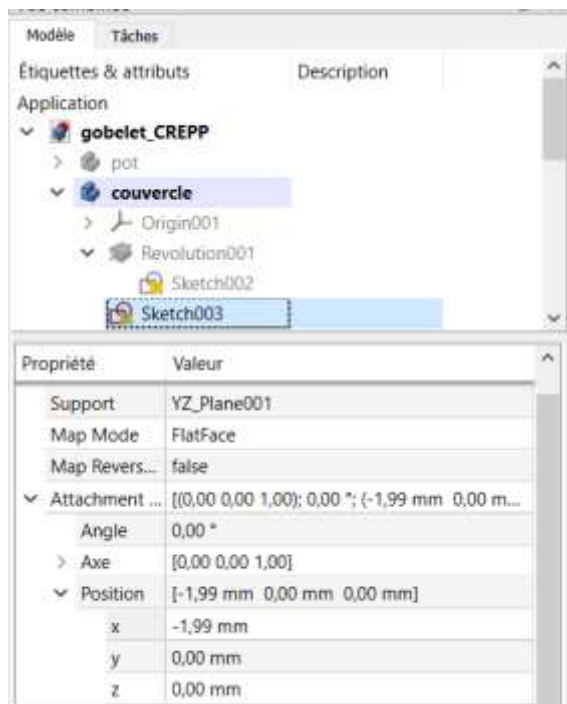 Modèle Tâches
Étiquettes & attributs Description
Application
gobelet_CREPP
pot
couvercle
Origin001
Revolution001
Sketch002
Sketch003
Propriété Valeur
Support YZ_Plane001
Map Mode FlatFace
Map Revers... false
Attachment ... [(0,00 0,00 1,00); 0,00 °; (-1,99 mm 0,00 m...
Angle 0,00 °
Axe [0,00 0,00 1,00]
Position [-1,99 mm 0,00 mm 0,00 mm]
x -1,99 mm
y 0,00 mm
z 0,00 mm